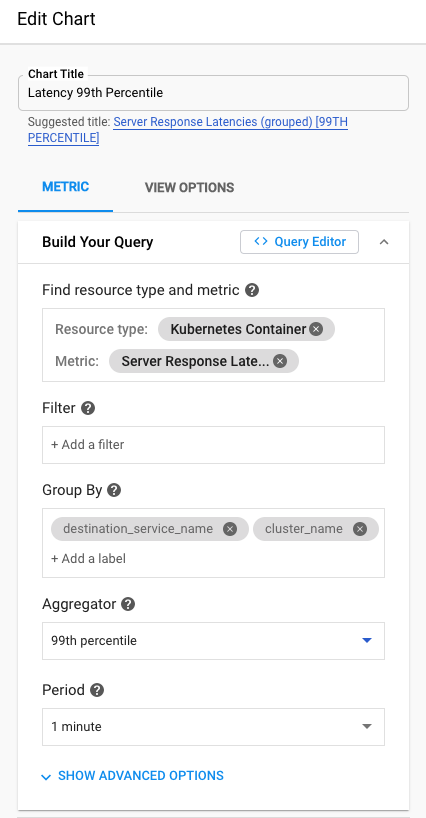 Edit Chart
Chart Title
Latency 99th Percentile
Suggested title: Server Response Latencies (grouped) [99TH
PERCENTILE]
METRIC VIEW OPTIONS
Build Your Query <> Query Editor
Find resource type and metric ?
Resource type: Kubernetes Container
Metric: Server Response Late...
Filter ?
+ Add a filter
Group By ?
destination_service_name cluster_name
+ Add a label
Aggregator ?
99th percentile
Period ?
1 minute
SHOW ADVANCED OPTIONS